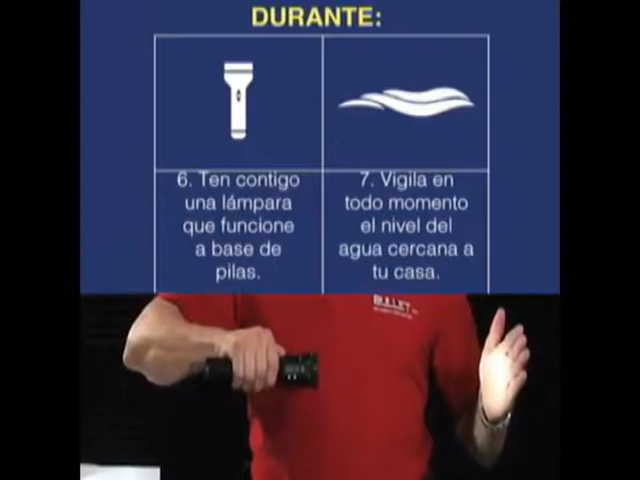 DURANTE:
6. Ten contigo
una lámpara
que funcione
a base de
pilas.
7. Vigila en
todo momento
el nivel del
agua cercana a
tu casa.
BULLET